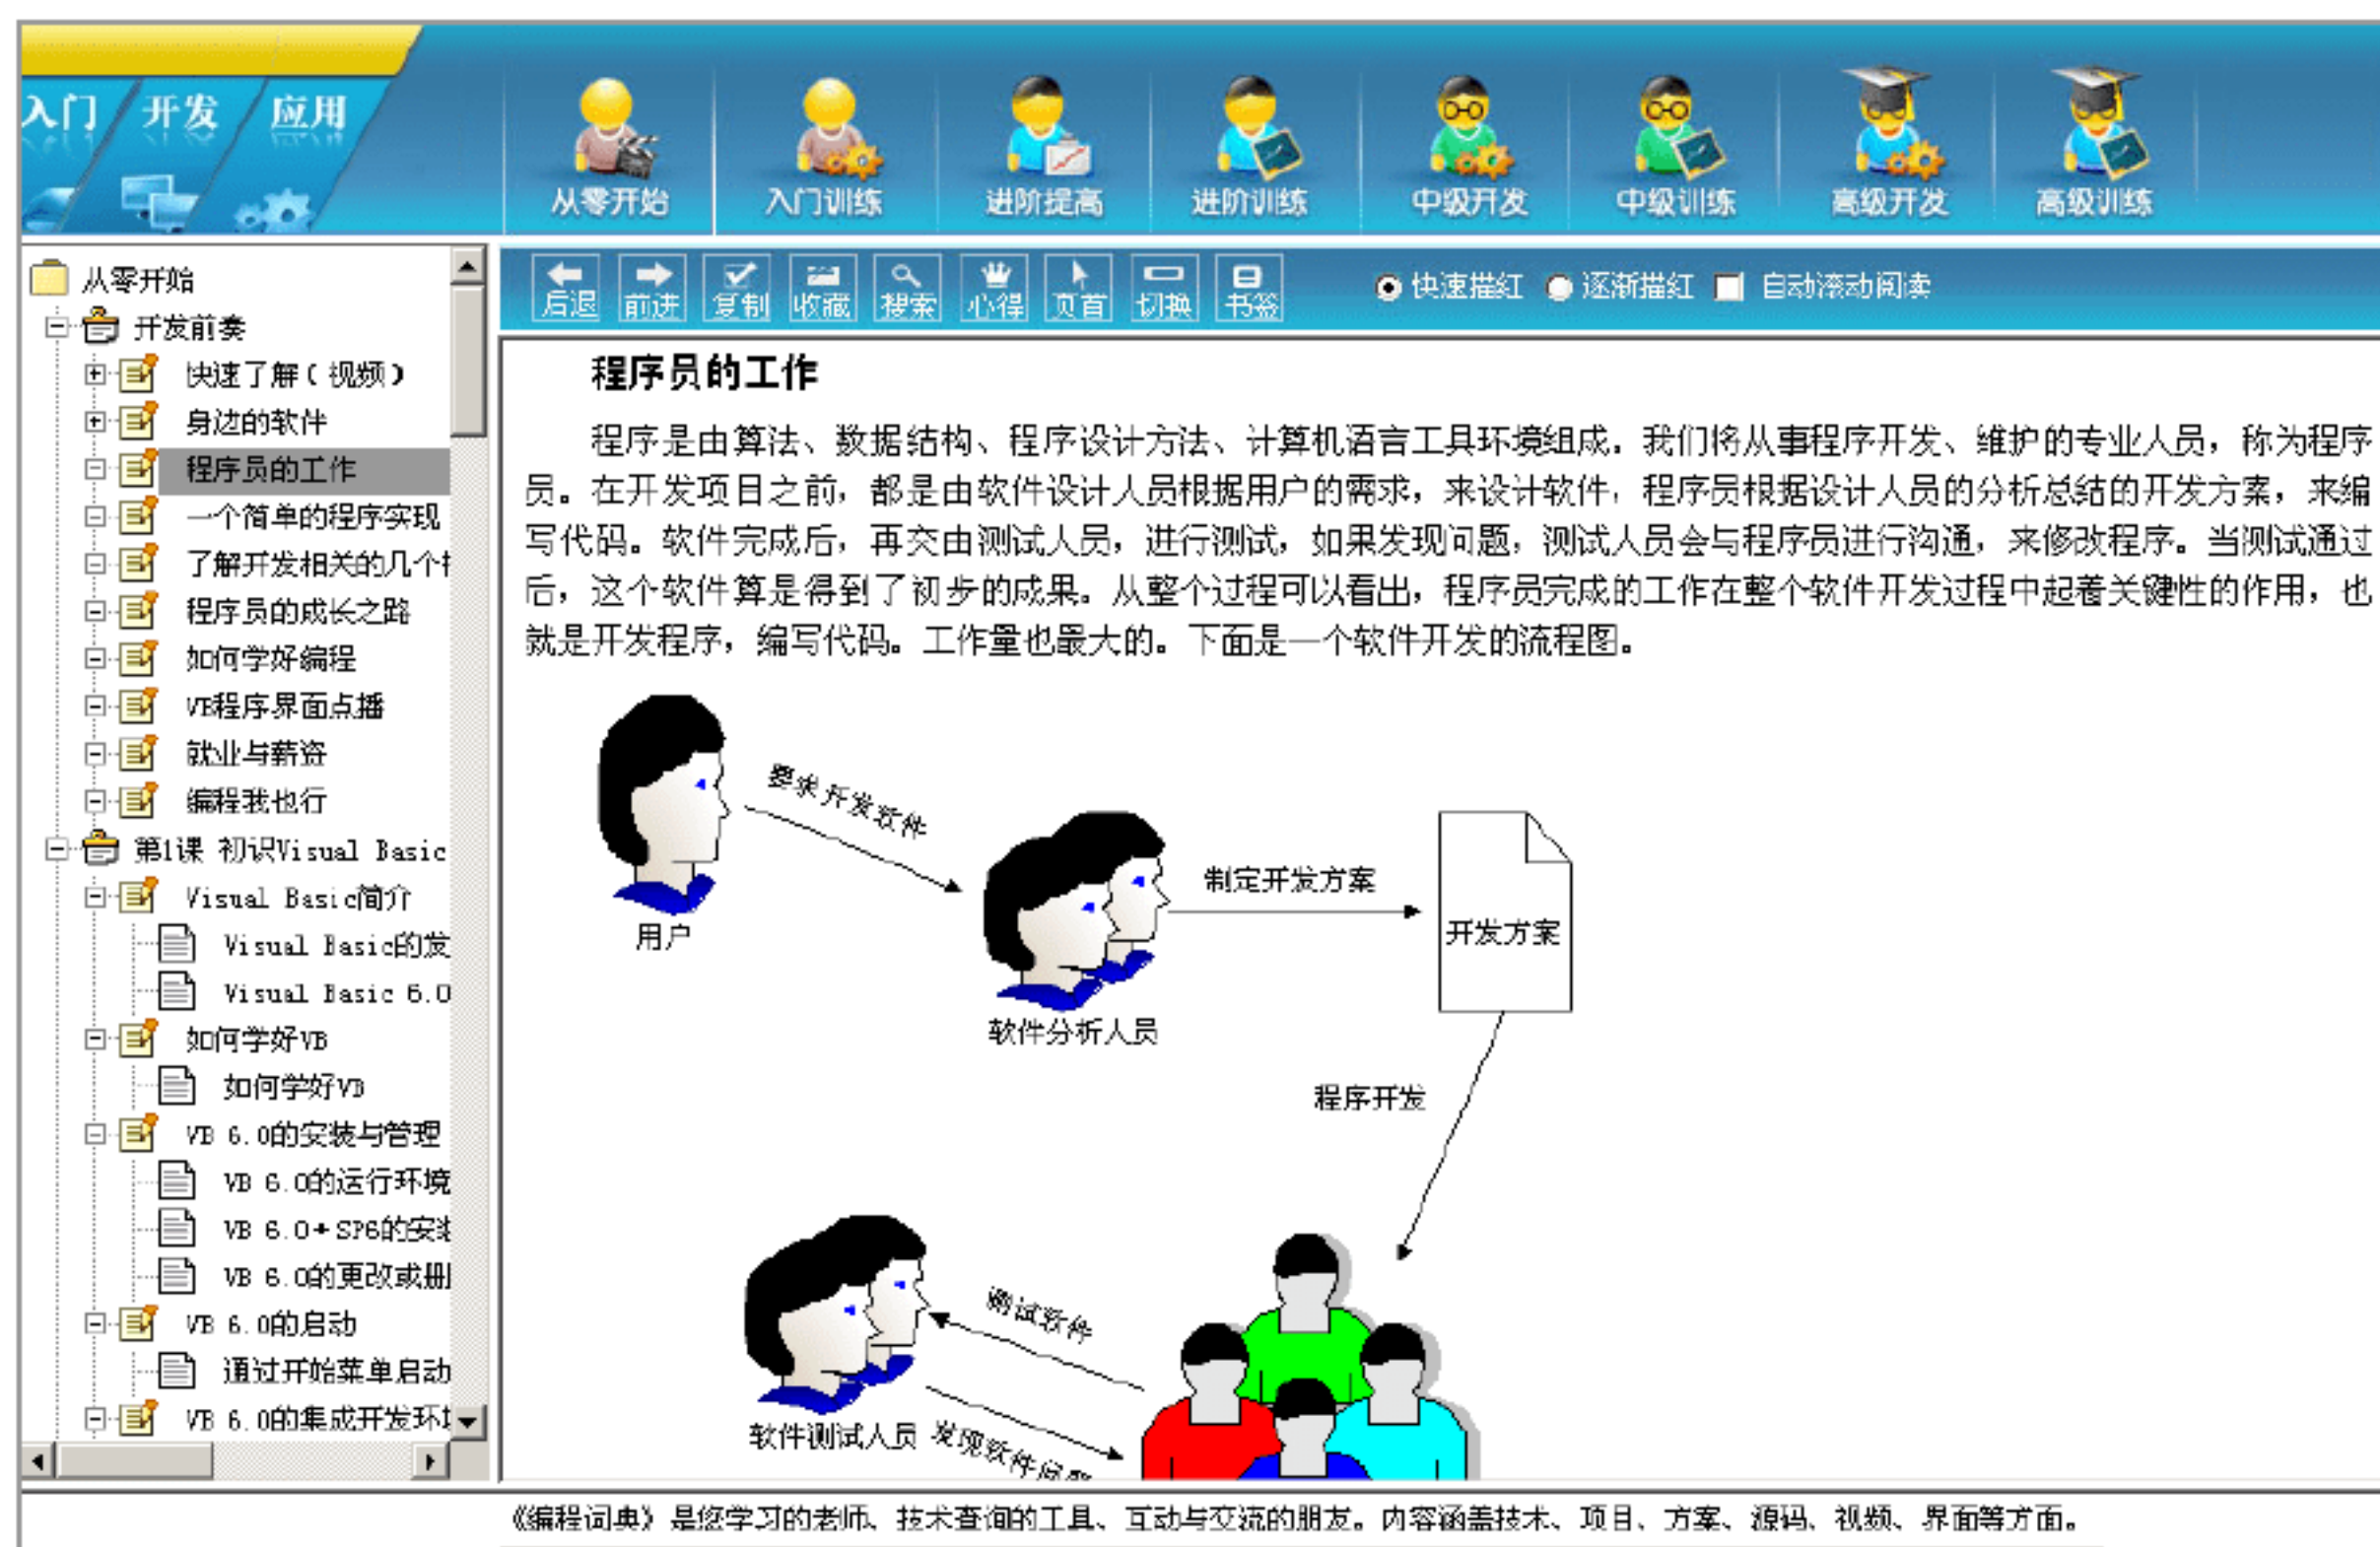 入门 开发 应用
从零开始 入门训练 进阶提高 进阶训练 中级开发 中级训练 高级开发 高级训练
后退 前进 复制 收藏 搜索 心得 页首 切换 书签 快速描红 逐渐描红 自动滚动阅读
从零开始
开发前奏
快速了解(视频)
身边的软件
程序员的工作
一个简单的程序实现
了解开发相关的几个
程序员的成长之路
如何学好编程
VB程序界面点播
就业与薪资
编程我也行
第1课 初识Visual Basic
Visual Basic简介
Visual Basic的发
Visual Basic 6.0
如何学好VB
如何学好VB
VB 6.0的安装与管理
VB 6.0的运行环境
VB 6.0+SP6的安装
VB 6.0的更改或删
VB 6.0的启动
通过开始菜单启动
VB 6.0的集成开发环境
程序员的工作
程序是由算法、数据结构、程序设计方法、计算机语言工具环境组成。我们将从事程序开发、维护的专业人员，称为程序
员。在开发项目之前，都是由软件设计人员根据用户的需求，来设计软件，程序员根据设计人员的分析总结的开发方案，来编
写代码。软件完成后，再交由测试人员，进行测试，如果发现问题，测试人员会与程序员进行沟通，来修改程序。当测试通过
后，这个软件算是得到了初步的成果。从整个过程可以看出，程序员完成的工作在整个软件开发过程中起着关键性的作用，也
就是开发程序，编写代码。工作量也最大的。下面是一个软件开发的流程图。
要求开发软件
用户
制定开发方案
开发方案
软件分析人员
程序开发
测试软件
软件测试人员
发现软件问题
《编程词典》是您学习的老师、技术查询的工具、互动与交流的朋友。内容涵盖技术、项目、方案、源码、视频、界面等方面。